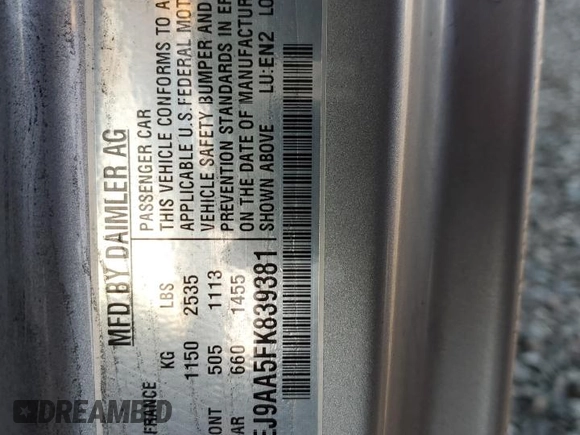 MFD BY DAIMLER AG
FRANCE
PASSENGER CAR
KG LBS
THIS VEHICLE CONFORMS TO A
1150 2535
APPLICABLE U.S.FEDERAL MOT
ONT 505 1113
VEHICLE SAFETY BUMPER AND
AR 660 1455
PREVENTION STANDARDS IN EF
ON THE DATE OF MANUFACTUR
SHOWN ABOVE LU:EN2 LO
EJ9AA5FK839381
DREAMBID